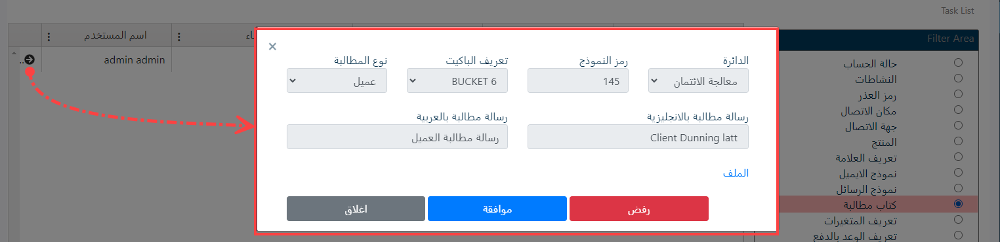 Task List
Filter Area
حالة الحساب
النشاطات
رمز العذر
مكان الاتصال
جهة الاتصال
المنتج
تعريف العلامة
نموذج الايميل
نموذج الرسائل
كتاب مطالبة
تعريف المتغيرات
تعريف الوعد بالدفع
اسم المستخدم
admin admin
..
×
الدائرة رمز النموذج تعريف الباكيت نوع المطالبة
معالجة الائتمان 145 BUCKET 6 عميل
رسالة مطالبة بالانجليزية رسالة مطالبة بالعربية
Client Dunning latt رسالة مطالبة العميل
الملف
رفض موافقة اغلاق